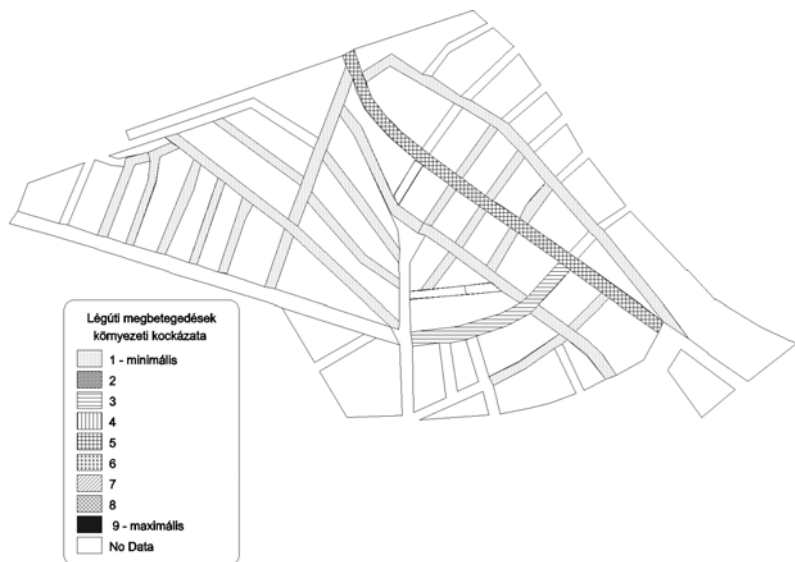 Légúti megbetegedések
környezeti kockázata
1 - minimális
2
3
4
5
6
7
8
9 - maximális
No Data